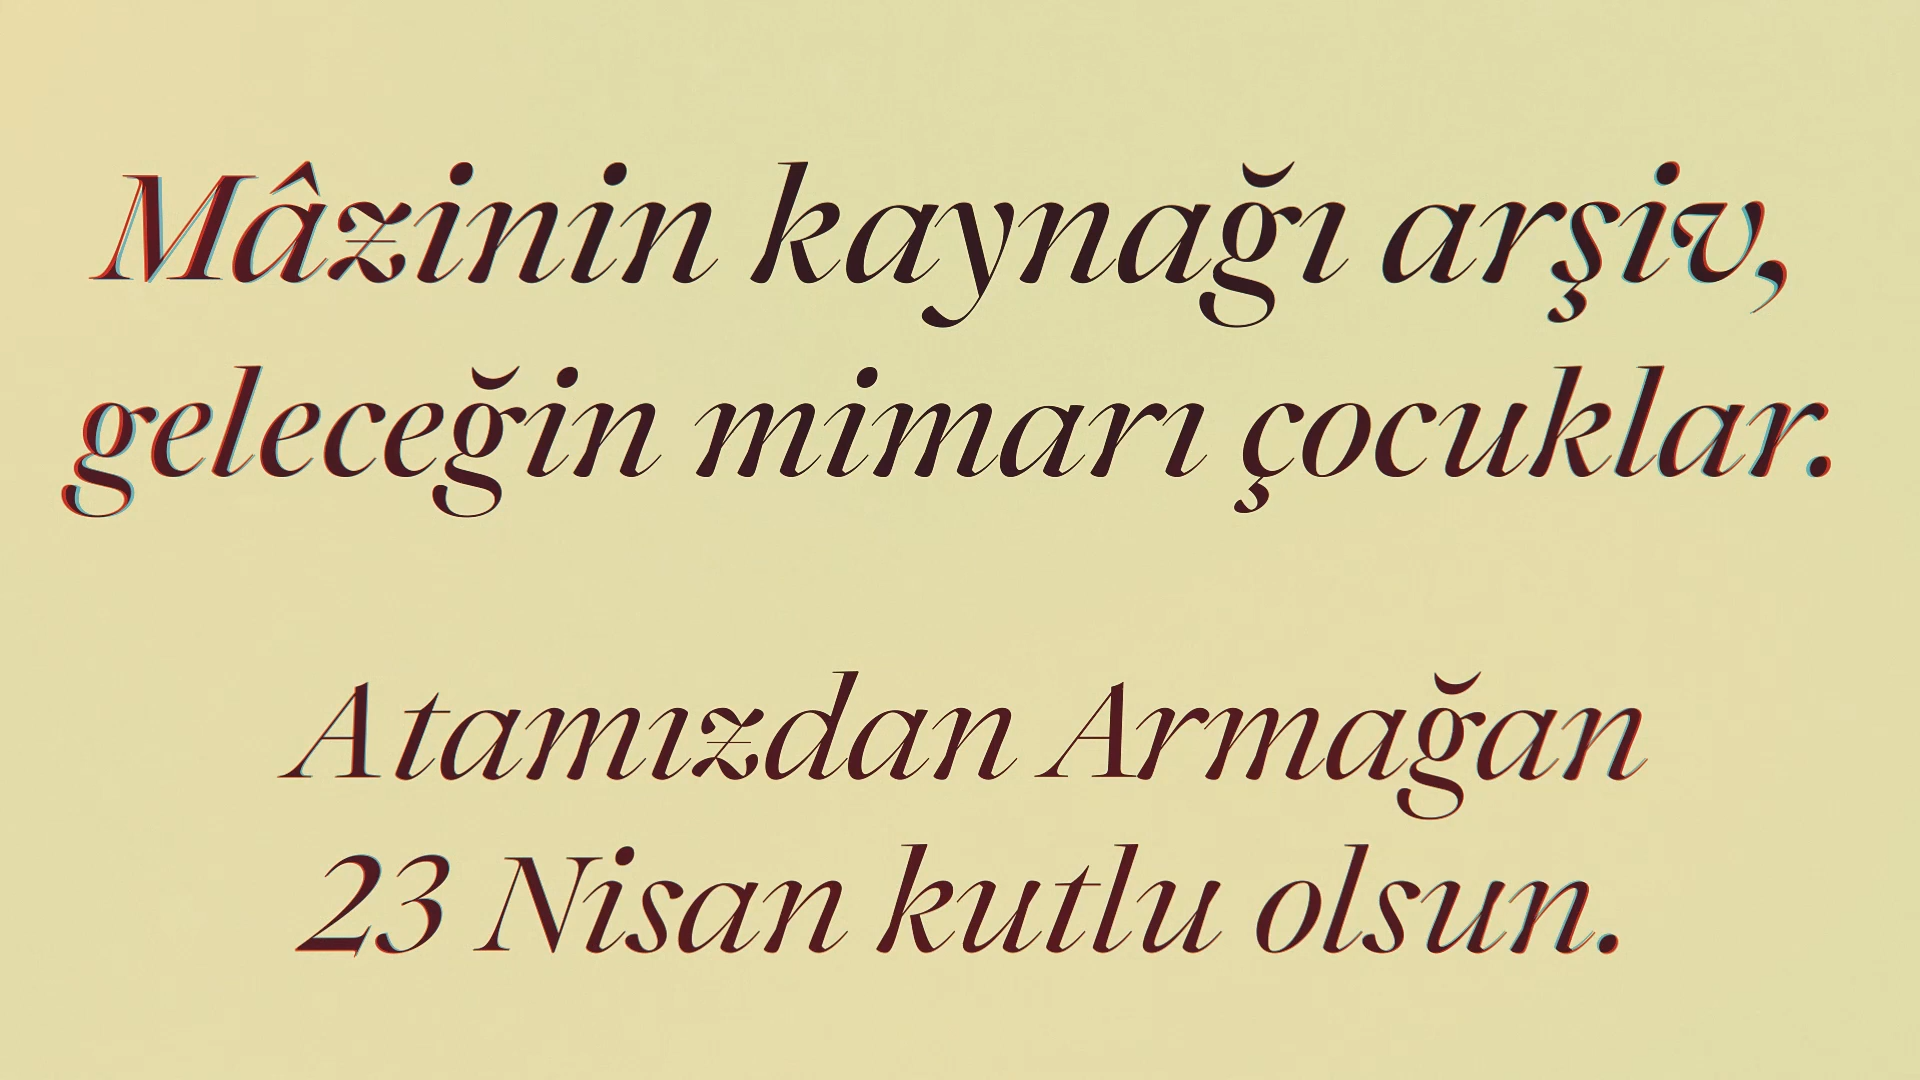 Mâzinin kaynağı arşiv,
geleceğin mimarı çocuklar.
Atamızdan Armağan
23 Nisan kutlu olsun.